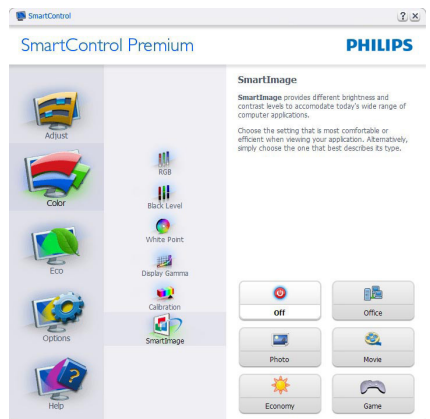 SmartControl
SmartControl Premium
PHILIPS
Adjust
Color
Eco
Options
Help
RGB
Black Level
White Point
Display Gamma
Calibration
SmartImage
SmartImage
SmartImage provides different brightness and
contrast levels to accomodate today's wide range of
computer applications.
Choose the setting that is most comfortable or
efficient when viewing your application. Alternatively,
simply choose the one that best describes its type.
Off
Office
Photo
Movie
Economy
Game